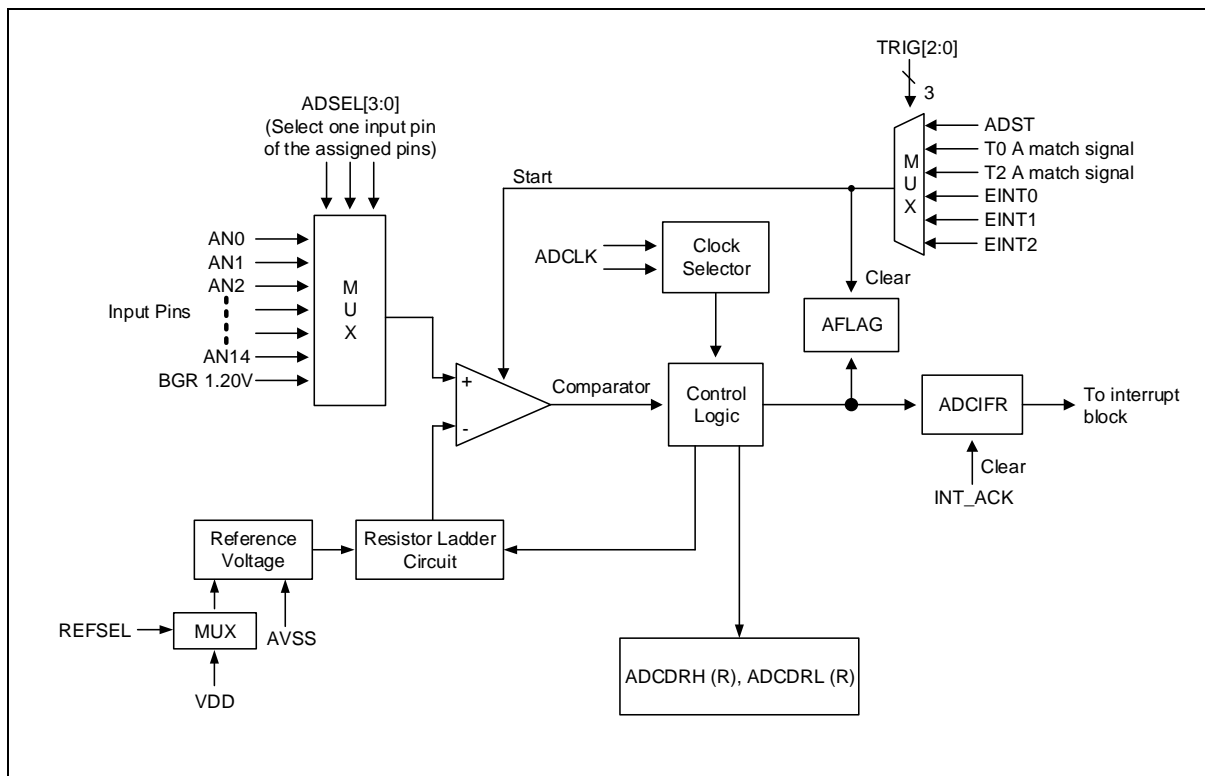 TRIG[2:0]
3
ADSEL[3:0]
(Select one input pin
of the assigned pins)
ADST
T0 A match signal
T2 A match signal
EINT0
EINT1
EINT2
M
U
X
Start
Clear
AN0
AN1
AN2
Input Pins
AN14
BGR 1.20V
M
U
X
ADCLK
Clock
Selector
AFLAG
+
-
Comparator
Control
Logic
ADCIFR
To interrupt
block
Clear
INT_ACK
Reference
Voltage
Resistor Ladder
Circuit
REFSEL
MUX
AVSS
VDD
ADCDRH (R), ADCDRL (R)